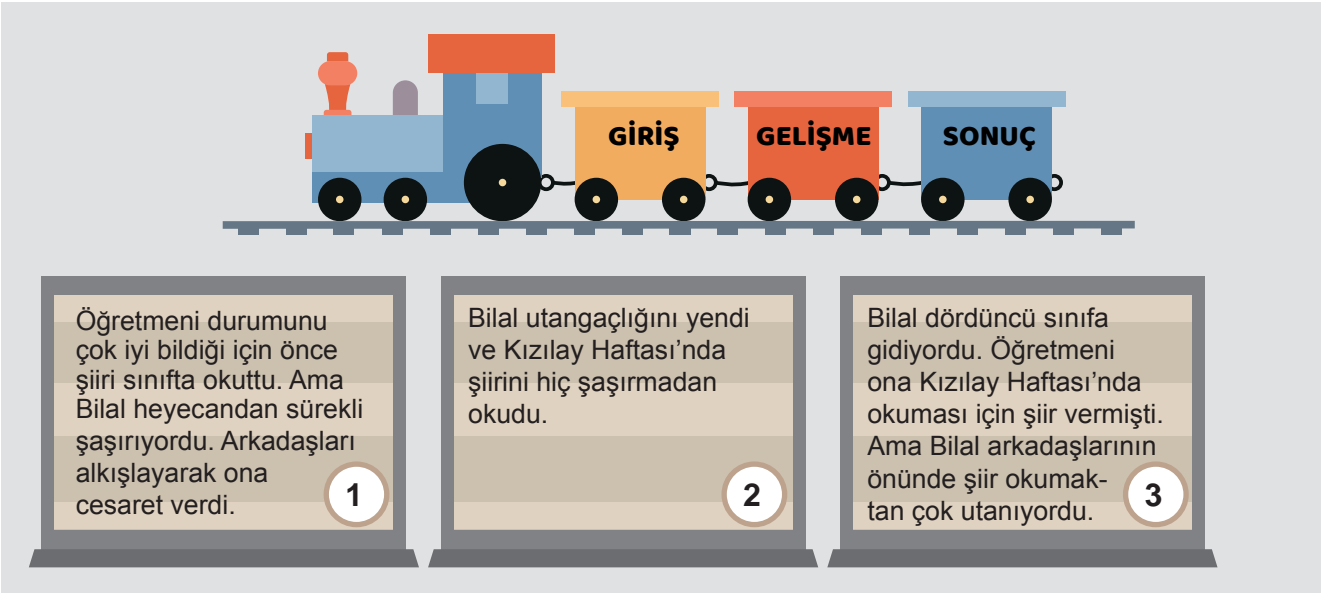 GİRİŞ
GELİŞME
SONUÇ
Öğretmeni durumunu
çok iyi bildiği için önce
şiiri sınıfta okuttu. Ama
Bilal heyecandan sürekli
şaşırıyordu. Arkadaşları
alkışlayarak ona
cesaret verdi.
1
Bilal utangaçlığını yendi
ve Kızılay Haftası’nda
şiirini hiç şaşırmadan
okudu.
2
Bilal dördüncü sınıfa
gidiyordu. Öğretmeni
ona Kızılay Haftası’nda
okuması için şiir vermişti.
Ama Bilal arkadaşlarının
önünde şiir okumak-
tan çok utanıyordu.
3